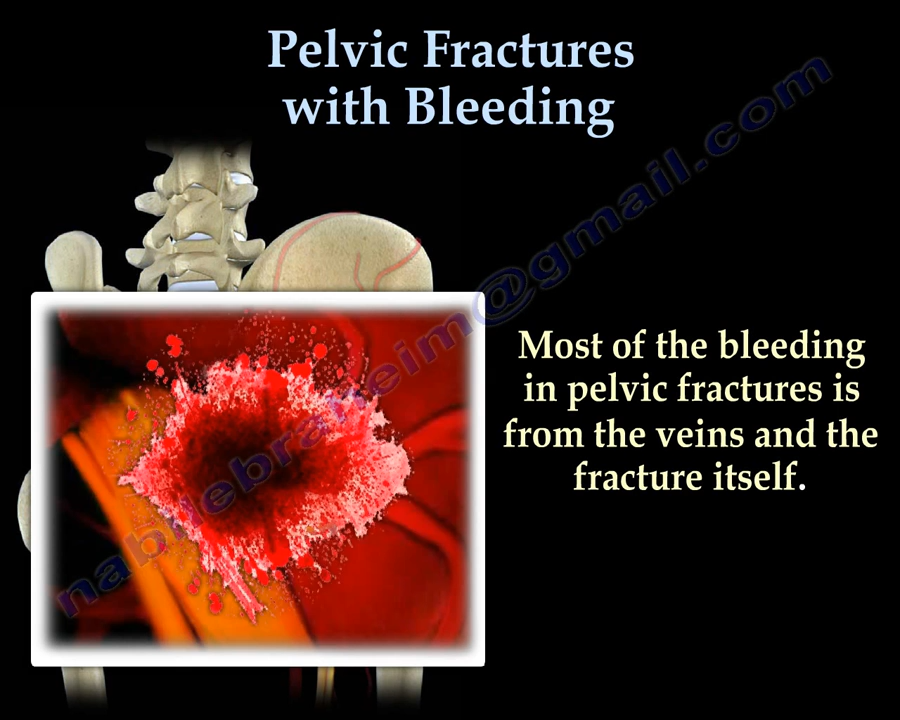 Pelvic Fractures
with Bleeding
nabilebraheim@gmail.com
Most of the bleeding
in pelvic fractures is
from the veins and the
fracture itself.